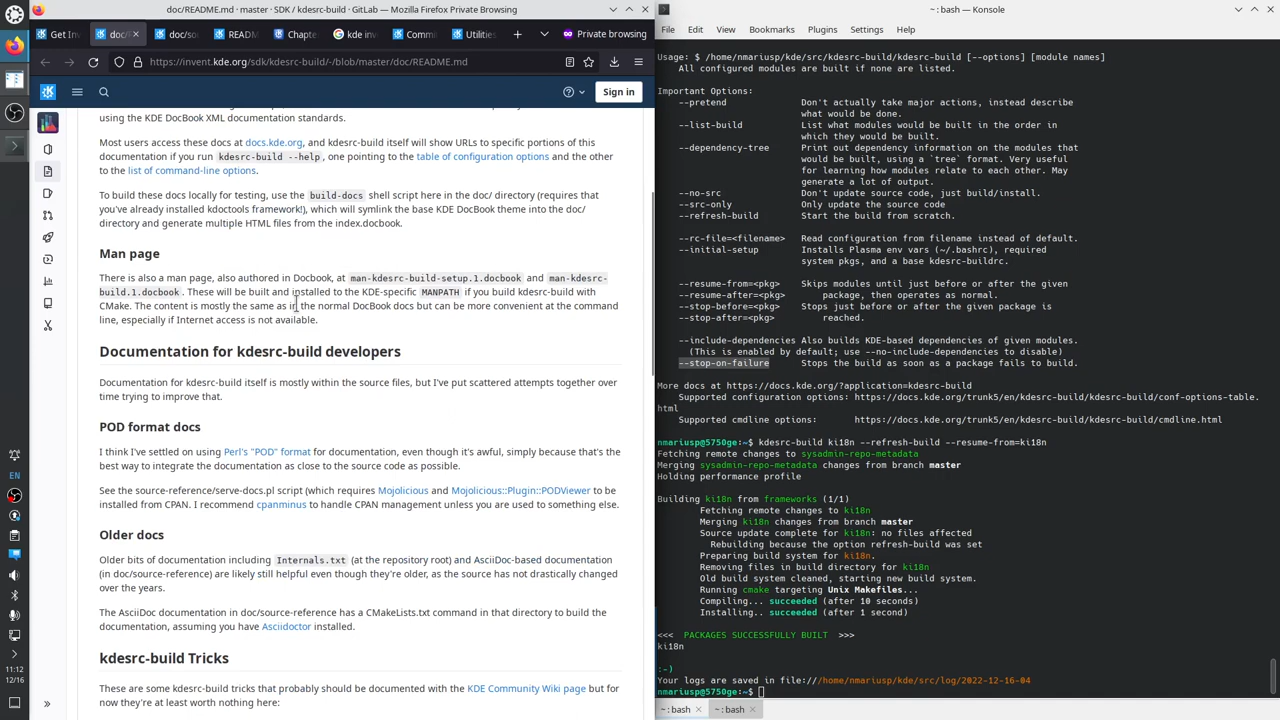 doc/README.md · master · SDK / kdesrc-build · GitLab — Mozilla Firefox Private Browsing
Get Inv
doc/
doc/so
READM
Chapte
kde inv
Commu
Utilities
Private browsing
https://invent.kde.org/sdk/kdesrc-build/-/blob/master/doc/README.md
Sign in
using the KDE DocBook XML documentation standards.
Most users access these docs at docs.kde.org, and kdesrc-build itself will show URLs to specific portions of this
documentation if you run kdesrc-build --help, one pointing to the table of configuration options and the other
to the list of command-line options.
To build these docs locally for testing, use the build-docs shell script here in the doc/ directory (requires that
you've already installed kdoctools framework!), which will symlink the base KDE DocBook theme into the doc/
directory and generate multiple HTML files from the index.docbook.
Man page
There is also a man page, also authored in Docbook, at man-kdesrc-build-setup.1.docbook and man-kdesrc-
build.1.docbook. These will be built and installed to the KDE-specific MANPATH if you build kdesrc-build with
CMake. The content is mostly the same as in the normal DocBook docs but can be more convenient at the command
line, especially if Internet access is not available.
Documentation for kdesrc-build developers
Documentation for kdesrc-build itself is mostly within the source files, but I've put scattered attempts together over
time trying to improve that.
POD format docs
I think I've settled on using Perl's "POD" format for documentation, even though it's awful, simply because that's the
best way to integrate the documentation as close to the source code as possible.
See the source-reference/serve-docs.pl script (which requires Mojolicious and Mojolicious::Plugin::PODViewer to be
installed from CPAN. I recommend cpanminus to handle CPAN management unless you are used to something else.
Older docs
Older bits of documentation including Internals.txt (at the repository root) and AsciiDoc-based documentation
(in doc/source-reference) are likely still helpful even though they're older, as the source has not drastically changed
over the years.
The AsciiDoc documentation in doc/source-reference has a CMakeLists.txt command in that directory to build the
documentation, assuming you have Asciidoctor installed.
kdesrc-build Tricks
These are some kdesrc-build tricks that probably should be documented with the KDE Community Wiki page but for
now they're at least worth nothing here:
EN
11:12
12/16
~ : bash — Konsole
File Edit View Bookmarks Plugins Settings Help
Usage: $ /home/nmariusp/kde/src/kdesrc-build/kdesrc-build [--options] [module names]
All configured modules are built if none are listed.
Important Options:
--pretend Don't actually take major actions, instead describe
what would be done.
--list-build List what modules would be built in the order in
which they would be built.
--dependency-tree Print out dependency information on the modules that
would be built, using a `tree` format. Very useful
for learning how modules relate to each other. May
generate a lot of output.
--no-src Don't update source code, just build/install.
--src-only Only update the source code
--refresh-build Start the build from scratch.
--rc-file=<filename> Read configuration from filename instead of default.
--initial-setup Installs Plasma env vars (~/.bashrc), required
system pkgs, and a base kdesrc-buildrc.
--resume-from=<pkg> Skips modules until just before or after the given
--resume-after=<pkg> package, then operates as normal.
--stop-before=<pkg> Stops just before or after the given package is
--stop-after=<pkg> reached.
--include-dependencies Also builds KDE-based dependencies of given modules.
(This is enabled by default; use --no-include-dependencies to disable)
--stop-on-failure Stops the build as soon as a package fails to build.
More docs at https://docs.kde.org/?application=kdesrc-build
Supported configuration options: https://docs.kde.org/trunk5/en/kdesrc-build/kdesrc-build/conf-options-table.
html
Supported cmdline options: https://docs.kde.org/trunk5/en/kdesrc-build/kdesrc-build/cmdline.html
nmariusp@5750ge:~$ kdesrc-build ki18n --refresh-build --resume-from=ki18n
Fetching remote changes to sysadmin-repo-metadata
Merging sysadmin-repo-metadata changes from branch master
Holding performance profile
Building ki18n from frameworks (1/1)
Fetching remote changes to ki18n
Merging ki18n changes from branch master
Source update complete for ki18n: no files affected
Rebuilding because the option refresh-build was set
Preparing build system for ki18n.
Removing files in build directory for ki18n
Old build system cleaned, starting new build system.
Running cmake targeting Unix Makefiles...
Compiling... succeeded (after 10 seconds)
Installing.. succeeded (after 1 second)
<<< PACKAGES SUCCESSFULLY BUILT >>>
ki18n
:-)
Your logs are saved in file://home/nmariusp/kde/src/log/2022-12-16-04
nmariusp@5750ge:~$
~ : bash
~ : bash